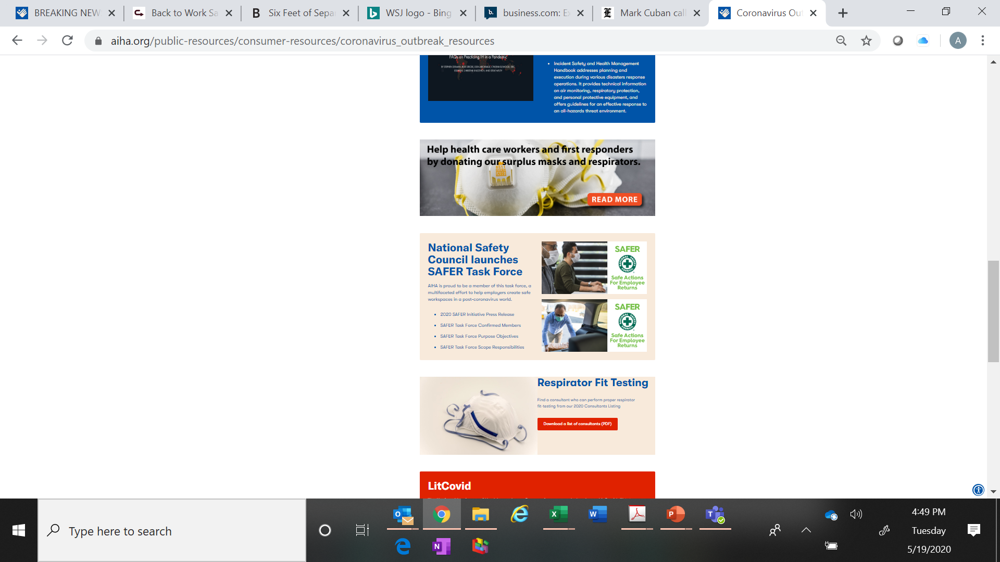 BREAKING NEW
Back to Work Sa
Six Feet of Sepa
WSJ logo - Bing
business.com: E
Mark Cuban cal
Coronavirus Out
aiha.org/public-resources/consumer-resources/coronavirus_outbreak_resources
A
FAQs on Practicing IH in a Pandemic
• Incident Safety and Health Management
Handbook addresses planning and
execution during various disasters response
operations. It provides technical information
on air monitoring, respiratory protection,
and personal protective equipment, and
offers guidelines for an effective response to
an all-hazards threat environment.
Help health care workers and first responders
by donating our surplus masks and respirators.
READ MORE
National Safety
Council launches
SAFER Task Force
AIHA is proud to be a member of this task force, a
multifaceted effort to help employers create safe
workspaces in a post-coronavirus world.
• 2020 SAFER Initiative Press Release
• SAFER Task Force Confirmed Members
• SAFER Task Force Purpose Objectives
• SAFER Task Force Scope Responsibilities
SAFER
NATIONAL SAFETY COUNCIL
Safe Actions
For Employee
Returns
SAFER
NATIONAL SAFETY COUNCIL
Safe Actions
For Employee
Returns
Respirator Fit Testing
Find a consultant who can perform proper respirator
fit-testing from our 2020 Consultants Listing
Download a list of consultants (PDF)
LitCovid
Type here to search
4:49 PM
Tuesday
5/19/2020